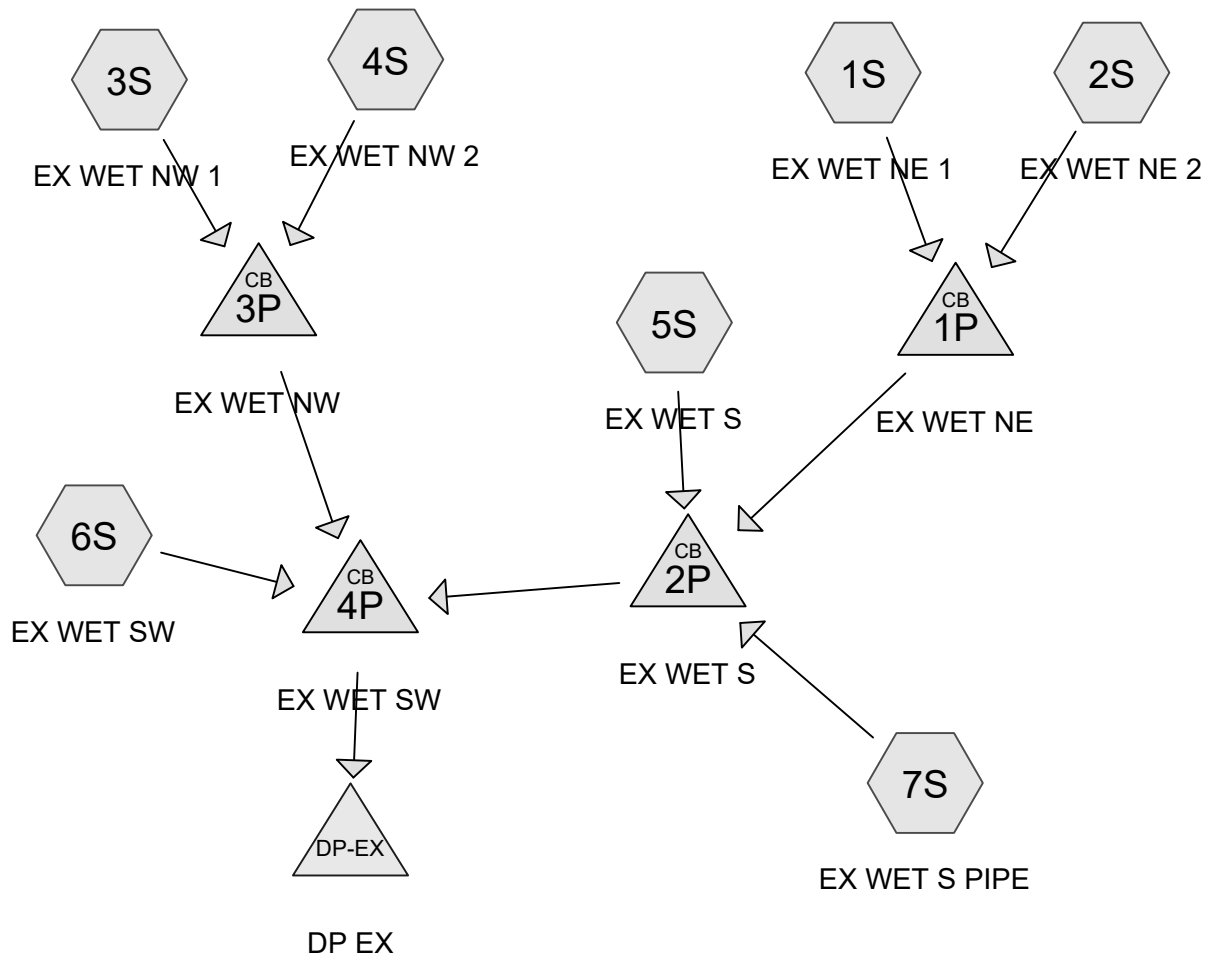 3S
EX WET NW 1
4S
EX WET NW 2
1S
EX WET NE 1
2S
EX WET NE 2
CB
3P
EX WET NW
5S
EX WET S
CB
1P
EX WET NE
6S
EX WET SW
CB
4P
EX WET SW
CB
2P
EX WET S
7S
EX WET S PIPE
DP-EX
DP EX